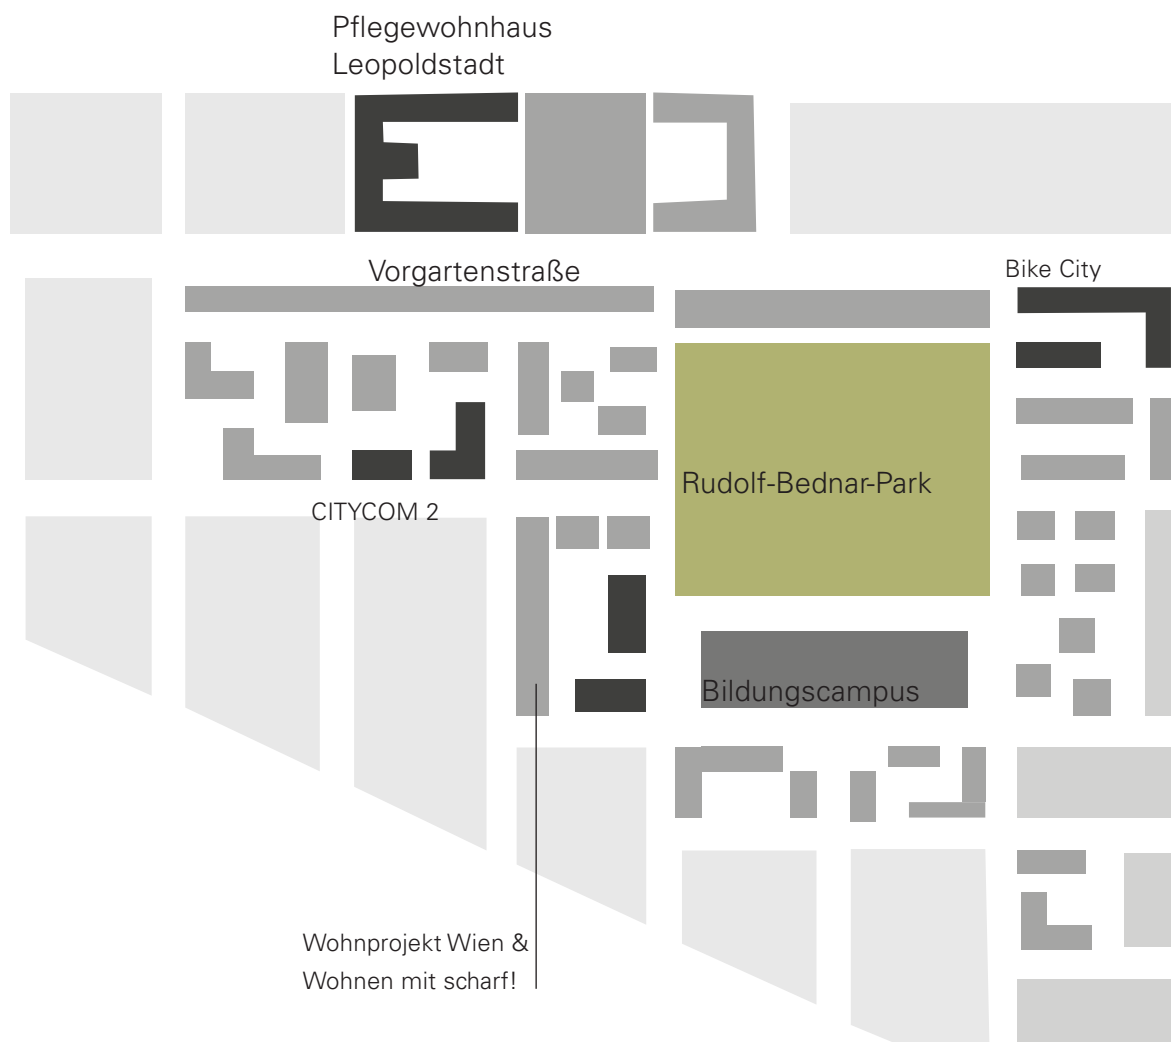 Pflegewohnhaus
Leopoldstadt
Vorgartenstraße
Bike City
Rudolf-Bednar-Park
CITYCOM 2
Bildungscampus
Wohnprojekt Wien &
Wohnen mit scharf!